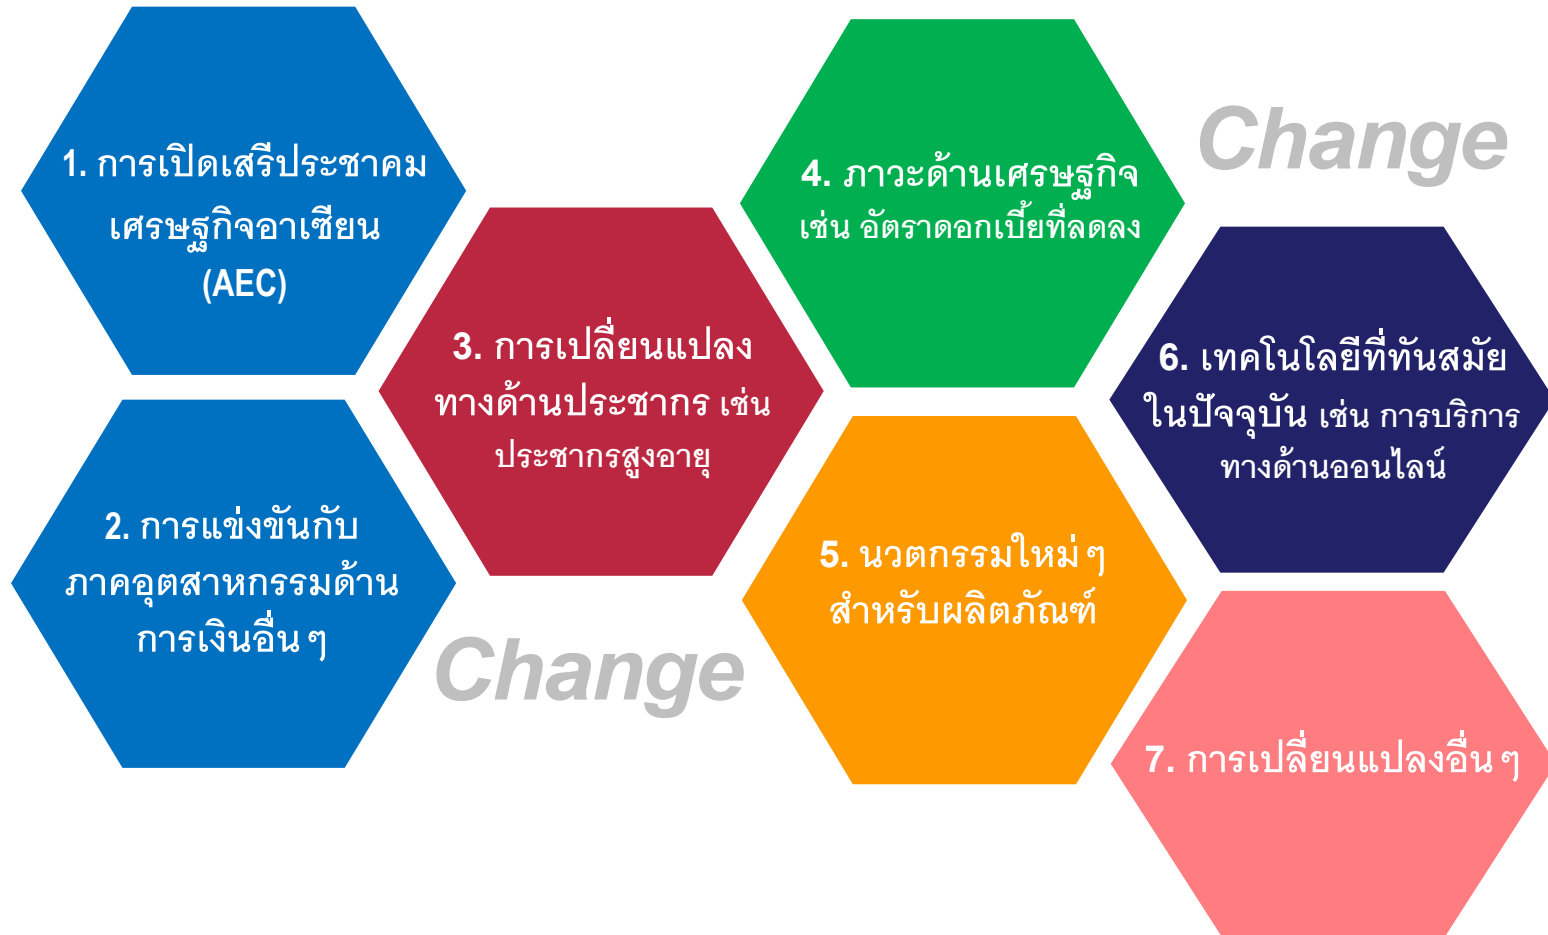 1. การเปิดเสรีประชาคม
เศรษฐกิจอาเซียน
(AEC)
2. การแข่งขันกับ
ภาคอุตสาหกรรมด้าน
การเงินอื่น ๆ
3. การเปลี่ยนแปลง
ทางด้านประชากร เช่น
ประชากรสูงอายุ
Change
4. ภาวะด้านเศรษฐกิจ
เช่น อัตราดอกเบี้ยที่ลดลง
5. นวตกรรมใหม่ ๆ
สำหรับผลิตภัณฑ์
Change
6. เทคโนโลยีที่ทันสมัย
ในปัจจุบัน เช่น การบริการ
ทางด้านออนไลน์
7. การเปลี่ยนแปลงอื่น ๆ